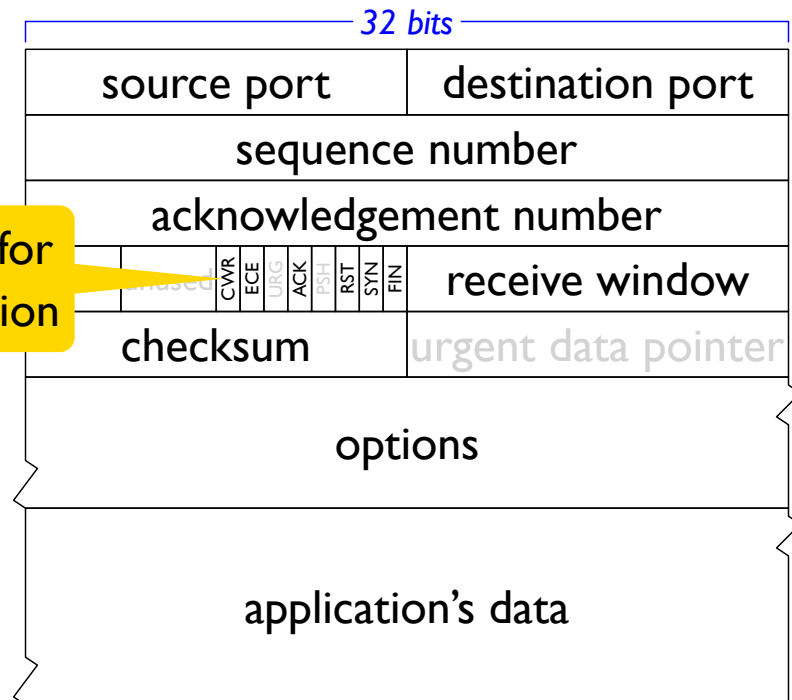 32 bits
source port destination port
sequence number
acknowledgement number
for
CWR ECE URG ACK PSH RST SYN FIN receive window
checksum urgent data pointer
options
application's data